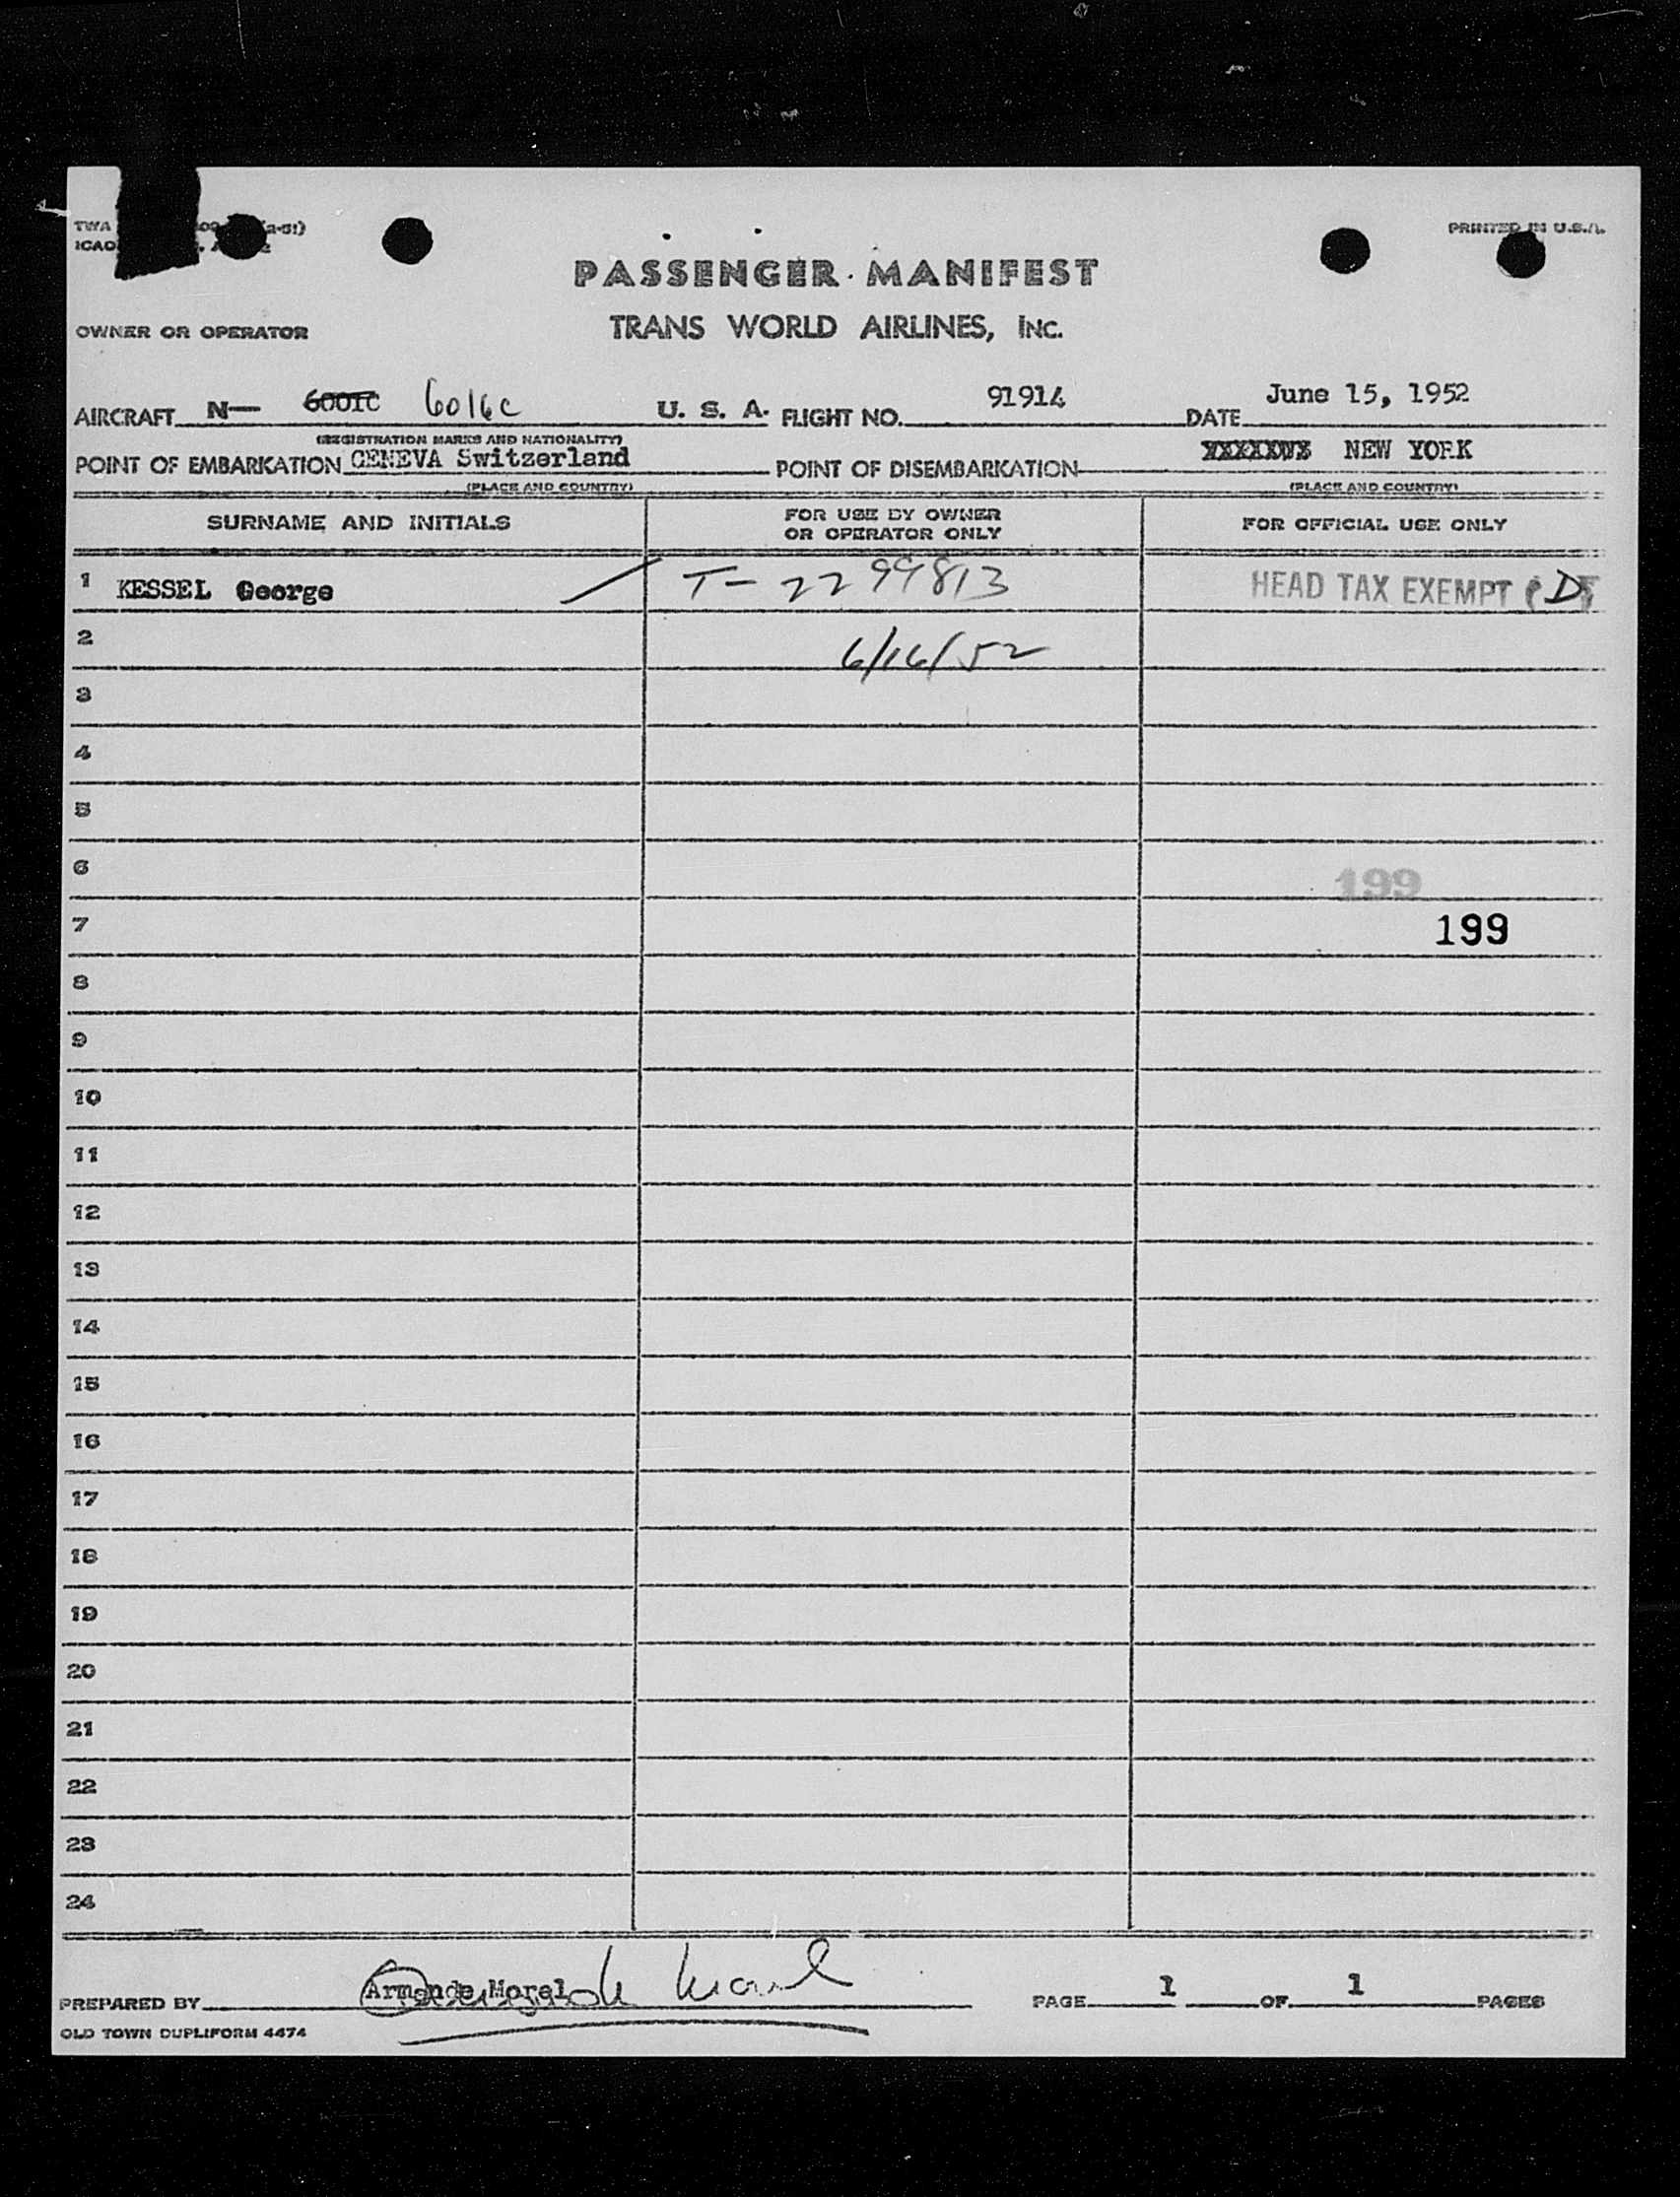 TWA
ICAO
PRINTED IN U.S.A.
PASSENGER MANIFEST
OWNER OR OPERATOR TRANS WORLD AIRLINES, INC.
AIRCRAFT N— 6001C 6016C U. S. A. FLIGHT NO. 91914 DATE June 15, 1952
(REGISTRATION MARKS AND NATIONALITY)
POINT OF EMBARKATION GENEVA Switzerland POINT OF DISEMBARKATION NEW YORK
(PLACE AND COUNTRY) (PLACE AND COUNTRY)
SURNAME AND INITIALS FOR USE BY OWNER OR OPERATOR ONLY FOR OFFICIAL USE ONLY
1 KESSEL George T- 2299813 HEAD TAX EXEMPT (D)
2 6/16/52
3
4
5
6 199
7 199
8
9
10
11
12
13
14
15
16
17
18
19
20
21
22
23
24
PREPARED BY Armande Morel PAGE 1 OF 1 PAGES
OLD TOWN DUPLIFORM 4474